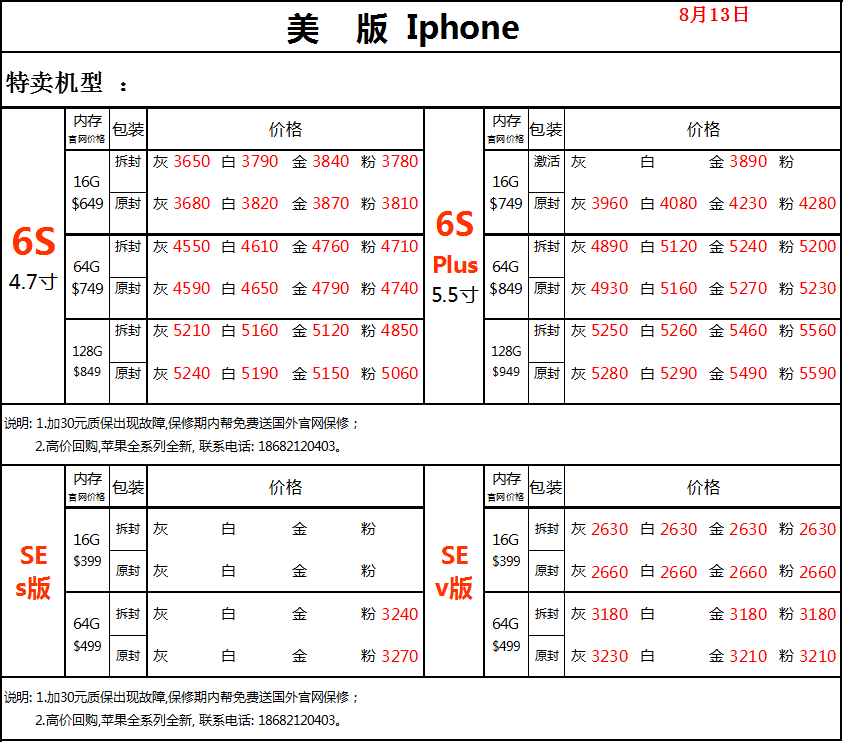 美 版 Iphone
8月13日
特卖机型 ：
6S
4.7寸
内存
官网价格
包装
价格
16G
$649
拆封 灰 3650 白 3790 金 3840 粉 3780
原封 灰 3680 白 3820 金 3870 粉 3810
64G
$749
拆封 灰 4550 白 4610 金 4760 粉 4710
原封 灰 4590 白 4650 金 4790 粉 4740
128G
$849
拆封 灰 5210 白 5160 金 5120 粉 4850
原封 灰 5240 白 5190 金 5150 粉 5060
6S
Plus
5.5寸
内存
官网价格
包装
价格
16G
$749
激活 灰 白 金 3890 粉
原封 灰 3960 白 4080 金 4230 粉 4280
64G
$849
拆封 灰 4890 白 5120 金 5240 粉 5200
原封 灰 4930 白 5160 金 5270 粉 5230
128G
$949
拆封 灰 5250 白 5260 金 5460 粉 5560
原封 灰 5280 白 5290 金 5490 粉 5590
说明: 1.加30元质保出现故障,保修期内帮免费送国外官网保修；
2.高价回购,苹果全系列全新, 联系电话: 18682120403。
SE
s版
内存
官网价格
包装
价格
16G
$399
拆封 灰 白 金 粉
原封 灰 白 金 粉
64G
$499
拆封 灰 白 金 粉 3240
原封 灰 白 金 粉 3270
SE
v版
内存
官网价格
包装
价格
16G
$399
拆封 灰 2630 白 2630 金 2630 粉 2630
原封 灰 2660 白 2660 金 2660 粉 2660
64G
$499
拆封 灰 3180 白 金 3180 粉 3180
原封 灰 3230 白 金 3210 粉 3210
说明: 1.加30元质保出现故障,保修期内帮免费送国外官网保修；
2.高价回购,苹果全系列全新, 联系电话: 18682120403。